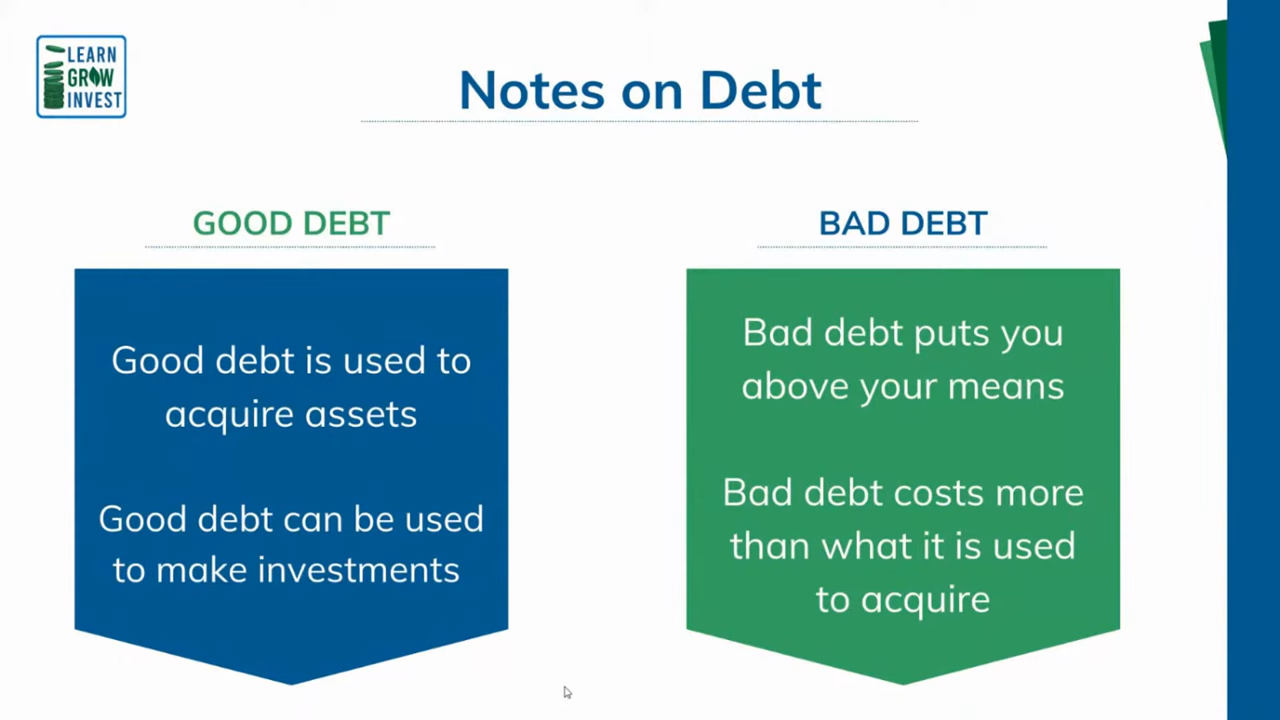 LEARN
GROW
INVEST
Notes on Debt
GOOD DEBT
Good debt is used to
acquire assets
Good debt can be used
to make investments
BAD DEBT
Bad debt puts you
above your means
Bad debt costs more
than what it is used
to acquire